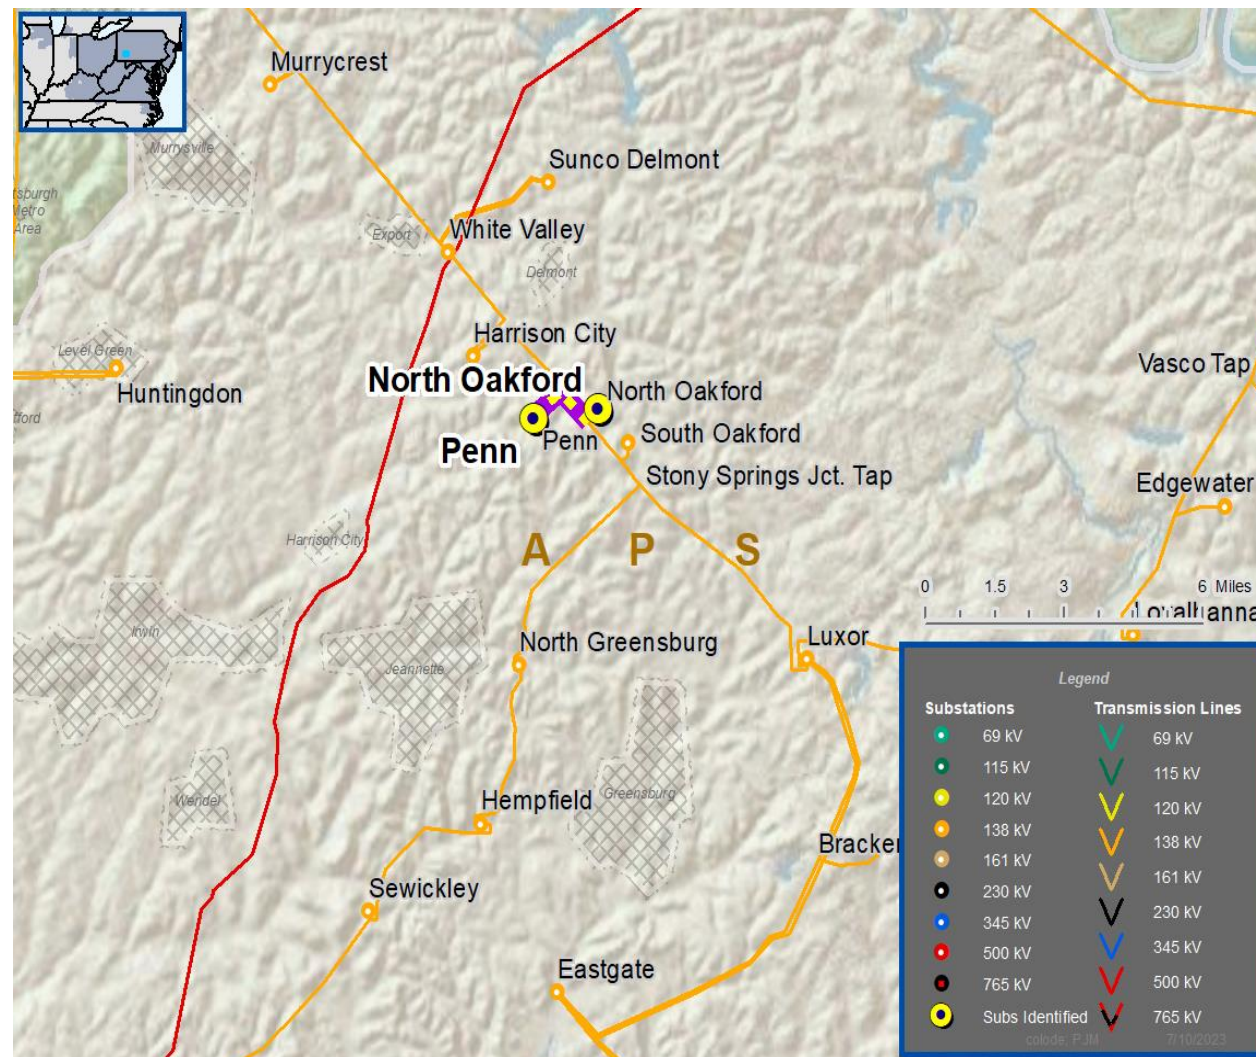 Murrycrest
Murrysville
Sunco Delmont
Metro
Area
White Valley
Export
Delmont
Harrison City
Level Green
Huntingdon
North Oakford
North Oakford
Penn
Penn
South Oakford
Stony Springs Jct. Tap
Vasco Tap
Edgewater
Harrison City
A P S
0 1.5 3 6 Miles
Loyalhanna
Irwin
Jeannette
North Greensburg
Luxor
Wendel
Hempfield
Greensburg
Bracken
Sewickley
Eastgate
Legend
Substations Transmission Lines
69 kV 69 kV
115 kV 115 kV
120 kV 120 kV
138 kV 138 kV
161 kV 161 kV
230 kV 230 kV
345 kV 345 kV
500 kV 500 kV
765 kV 765 kV
Subs Identified
colode; PJM 7/10/2023